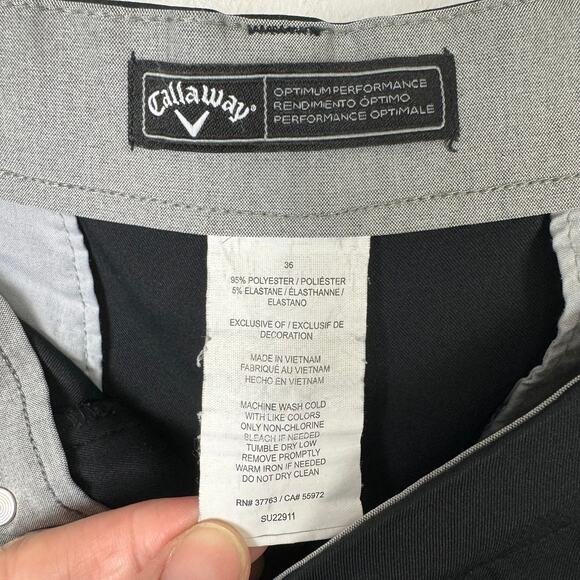 Callaway®
OPTIMUM PERFORMANCE
RENDIMIENTO ÓPTIMO
PERFORMANCE OPTIMALE
36
95% POLYESTER / POLIÉSTER
5% ELASTANE / ÉLASTHANNE /
ELASTANO
EXCLUSIVE OF / EXCLUSIF DE
DECORATION
MADE IN VIETNAM
FABRIQUÉ AU VIETNAM
HECHO EN VIETNAM
MACHINE WASH COLD
WITH LIKE COLORS
ONLY NON-CHLORINE
BLEACH IF NEEDED
TUMBLE DRY LOW
REMOVE PROMPTLY
WARM IRON IF NEEDED
DO NOT DRY CLEAN
RN# 37763 / CA# 55972
SU22911